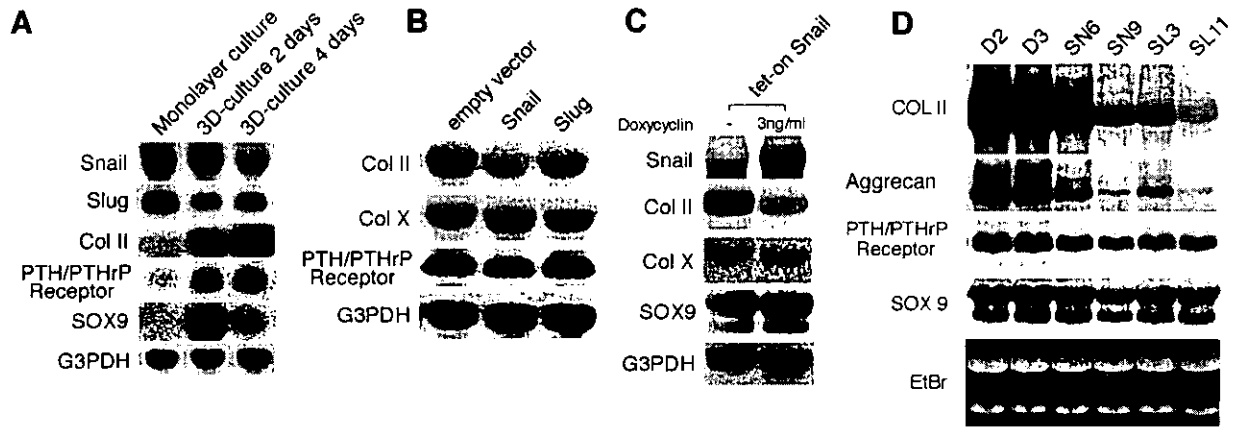 A
Monolayer culture
3D-culture 2 days
3D-culture 4 days
Snail
Slug
Col II
PTH/PTHrP
Receptor
SOX9
G3PDH
B
empty vector
Snail
Slug
Col II
Col X
PTH/PTHrP
Receptor
G3PDH
C
tet-on Snail
Doxycyclin - 3ng/ml
Snail
Col II
Col X
SOX9
G3PDH
D
D2 D3 SN6 SN9 SL3 SL11
COL II
Aggrecan
PTH/PTHrP
Receptor
SOX 9
EtBr